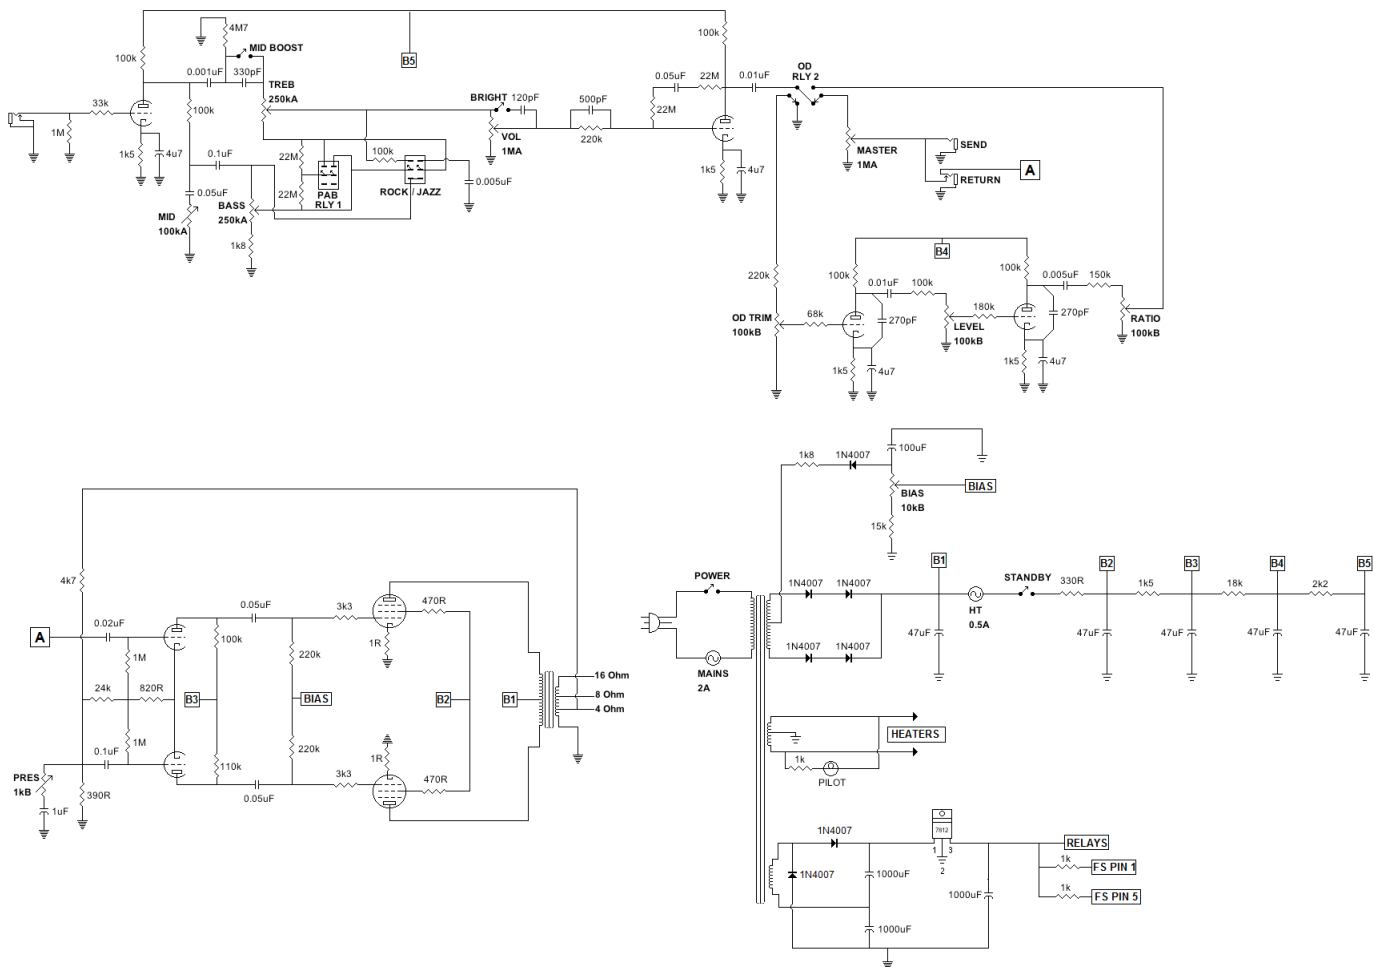 4M7
MID BOOST
100k
B5
0.001uF
330pF
TREB
250kA
33k
1M
100k
1k5
4u7
0.1uF
0.05uF
MID
100kA
BASS
250kA
1k8
22M
22M
PAB
RLY 1
100k
ROCK / JAZZ
0.005uF
BRIGHT
120pF
VOL
1MA
500pF
220k
100k
0.05uF
22M
0.01uF
22M
1k5
4u7
OD
RLY 2
MASTER
1MA
SEND
RETURN
A
B4
220k
100k
0.01uF
100k
OD TRIM
100kB
68k
270pF
LEVEL
100kB
180k
1k5
4u7
100k
0.005uF
150k
270pF
RATIO
100kB
1k5
4u7
100uF
1k8
1N4007
BIAS
10kB
BIAS
15k
4k7
A
0.02uF
1M
24k
820R
1M
0.1uF
PRES
1kB
1uF
390R
0.05uF
100k
B3
110k
0.05uF
220k
BIAS
220k
3k3
3k3
470R
1R
B2
1R
470R
B1
16 Ohm
8 Ohm
4 Ohm
POWER
MAINS
2A
1N4007
1N4007
1N4007
1N4007
B1
47uF
HT
0.5A
STANDBY
330R
B2
47uF
1k5
B3
47uF
18k
B4
47uF
2k2
B5
47uF
HEATERS
1k
PILOT
1N4007
1N4007
1000uF
1000uF
7812
1
3
2
1000uF
RELAYS
1k
FS PIN 1
1k
FS PIN 5